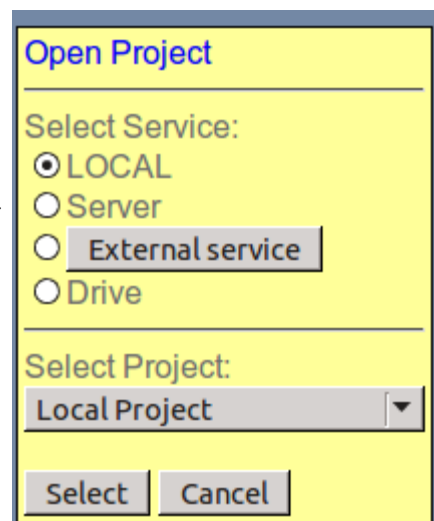 Open Project
Select Service:
LOCAL
Server
External service
Drive
Select Project:
Local Project
Select Cancel